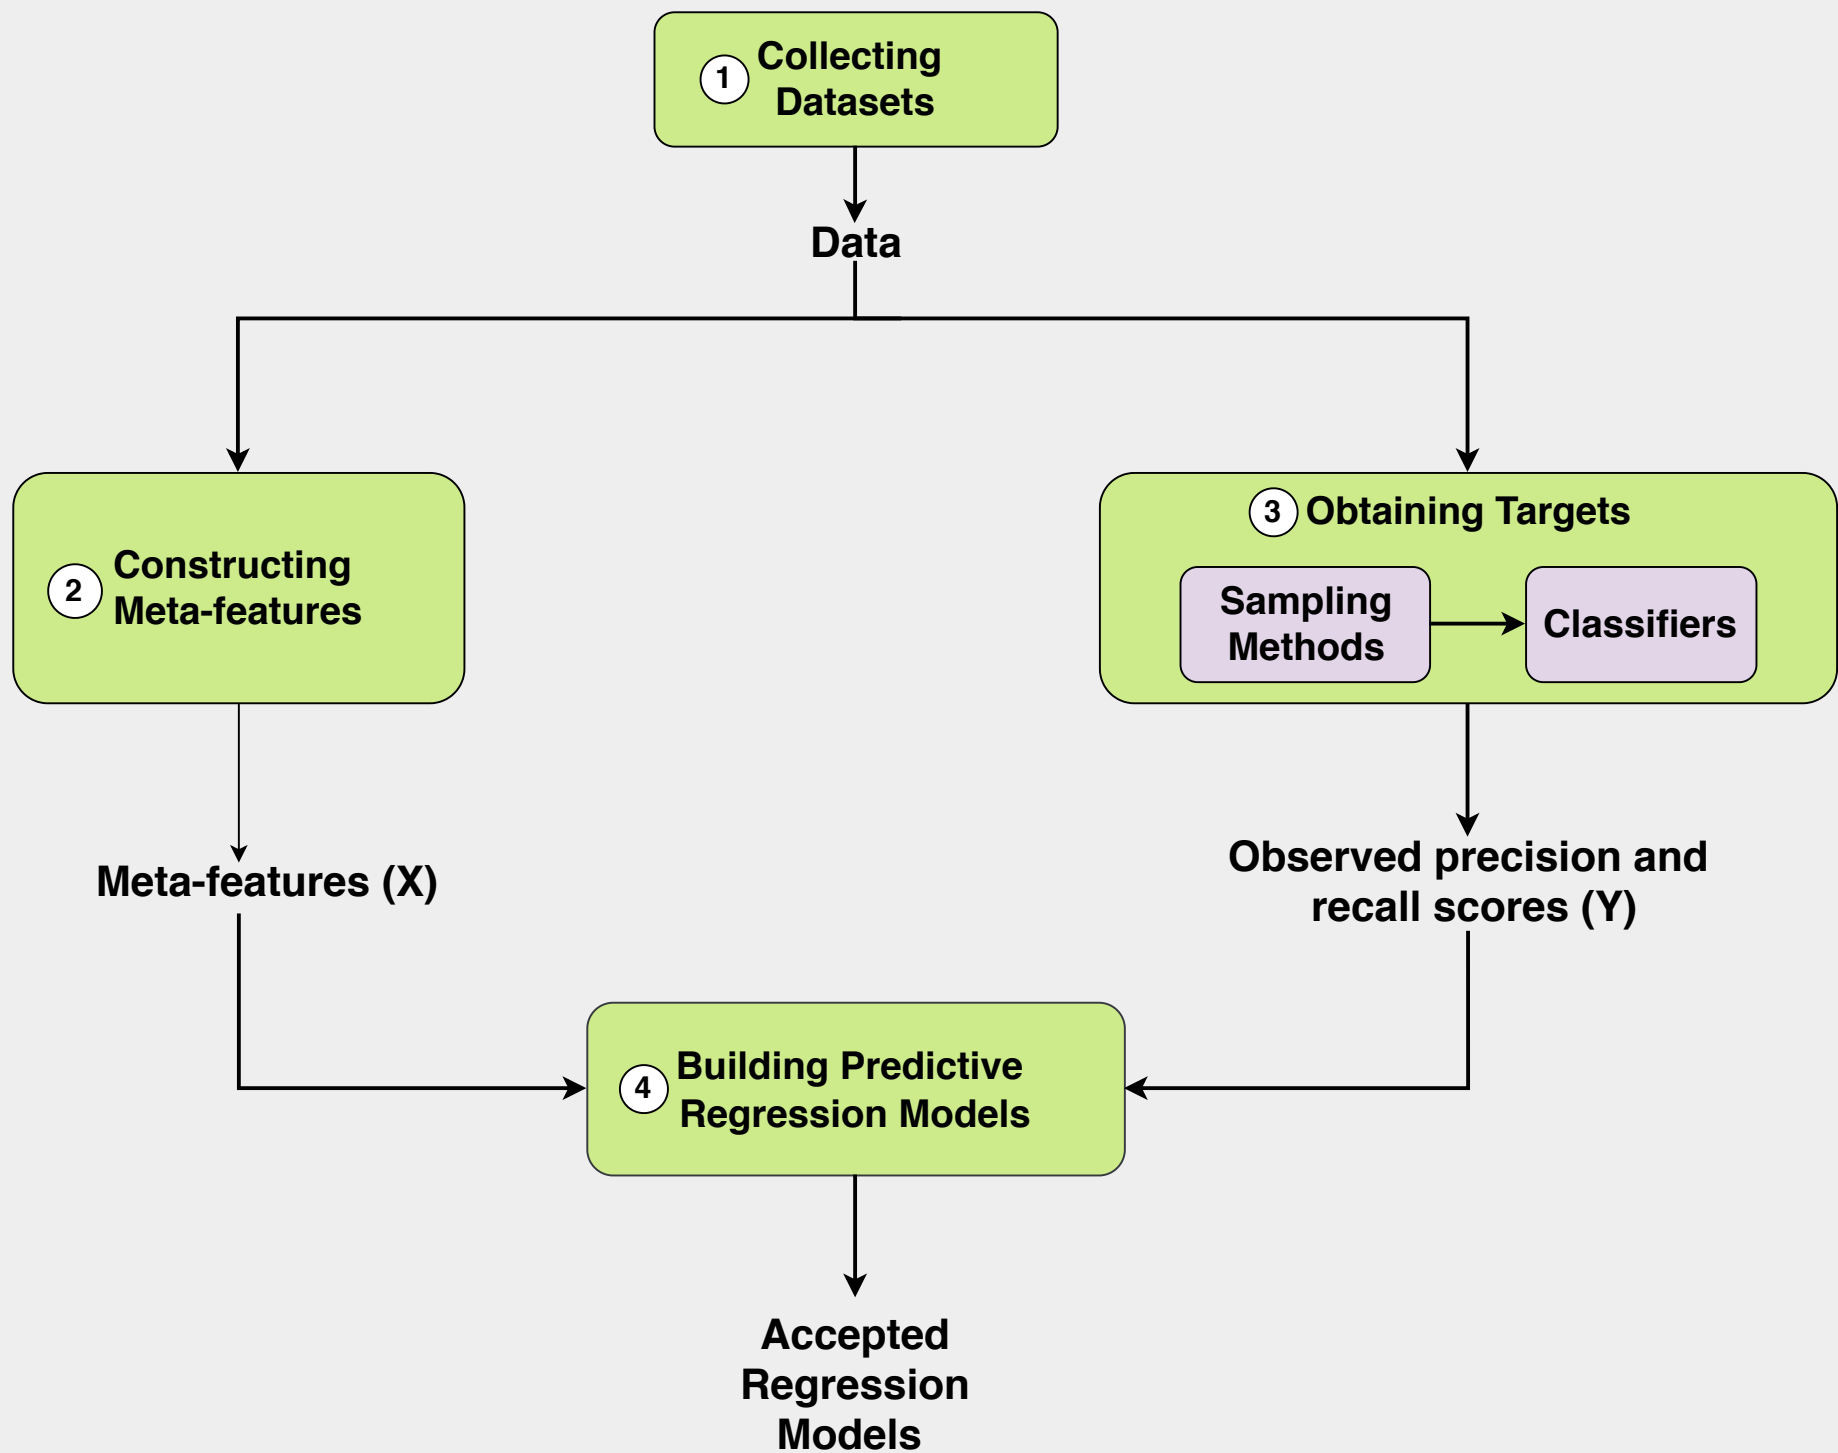 1
Collecting
Datasets
Data
2
Constructing
Meta-features
3
Obtaining Targets
Sampling
Methods
Classifiers
Meta-features (X)
Observed precision and
recall scores (Y)
4
Building Predictive
Regression Models
Accepted
Regression
Models